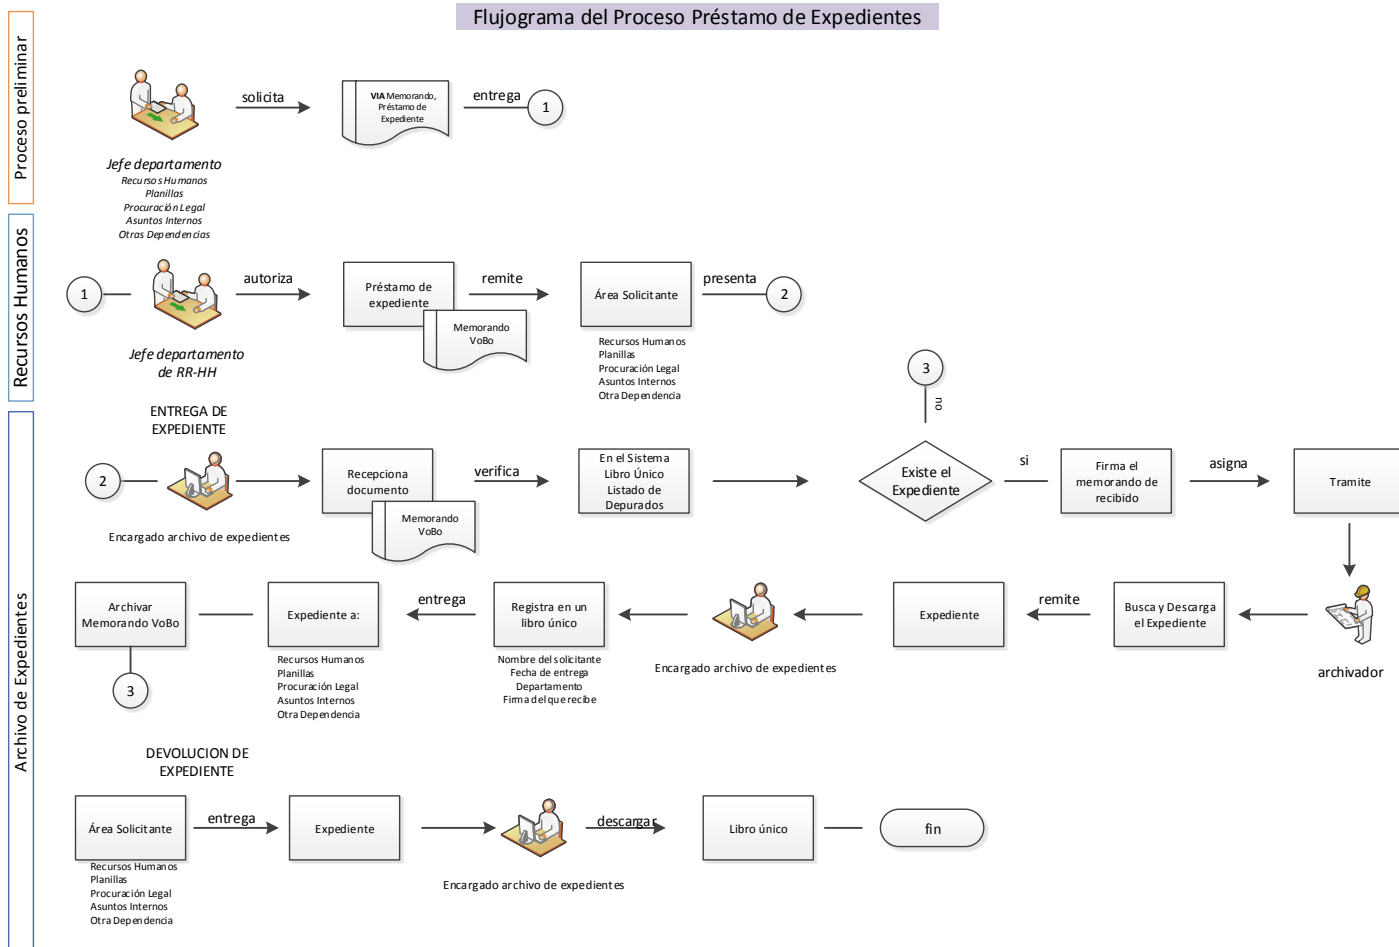 Flujograma del Proceso Préstamo de Expedientes
Proceso preliminar
solicita
VIA Memorando,
Préstamo de
Expediente
entrega
1
Jefe departamento
Recursos Humanos
Planillas
Procuración Legal
Asuntos Internos
Otras Dependencias
Recursos Humanos
1
autoriza
Préstamo de
expediente
Memorando
VoBo
remite
Área Solicitante
presenta
2
Jefe departamento
de RR-HH
Recursos Humanos
Planillas
Procuración Legal
Asuntos Internos
Otra Dependencia
Archivo de Expedientes
ENTREGA DE
EXPEDIENTE
2
Encargado archivo de expedientes
Recepciona
documento
Memorando
VoBo
verifica
En el Sistema
Libro Único
Listado de
Depurados
3
no
Existe el
Expediente
si
Firma el
memorando de
recibido
asigna
Tramite
archivador
Busca y Descarga
el Expediente
remite
Expediente
Encargado archivo de expedientes
Registra en un
libro único
Nombre del solicitante
Fecha de entrega
Departamento
Firma del que recibe
entrega
Expediente a:
Recursos Humanos
Planillas
Procuración Legal
Asuntos Internos
Otra Dependencia
Archivar
Memorando VoBo
3
DEVOLUCION DE
EXPEDIENTE
Área Solicitante
Recursos Humanos
Planillas
Procuración Legal
Asuntos Internos
Otra Dependencia
entrega
Expediente
Encargado archivo de expedientes
descargar
Libro único
fin